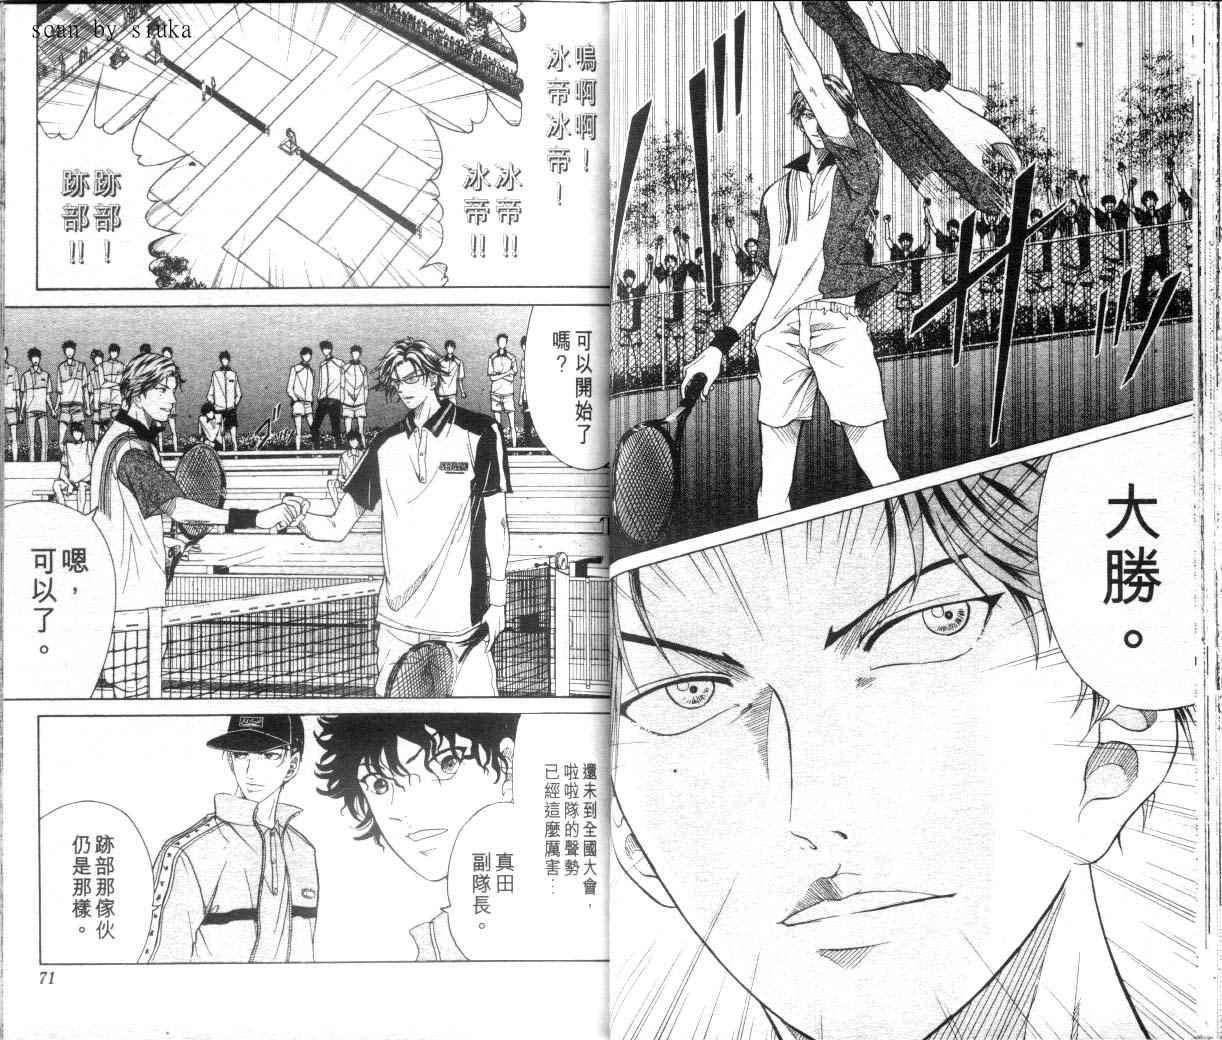 scan by siuka
大勝。
嗚啊啊！
冰帝冰帝！
冰帝!!
冰帝!!
跡部！
跡部!!
可以開始了
嗎？
嗯，
可以了。
還未到全國大會，
啦啦隊的聲勢
已經這麼厲害…
真田
副隊長。
跡部那傢伙
仍是那樣。
71